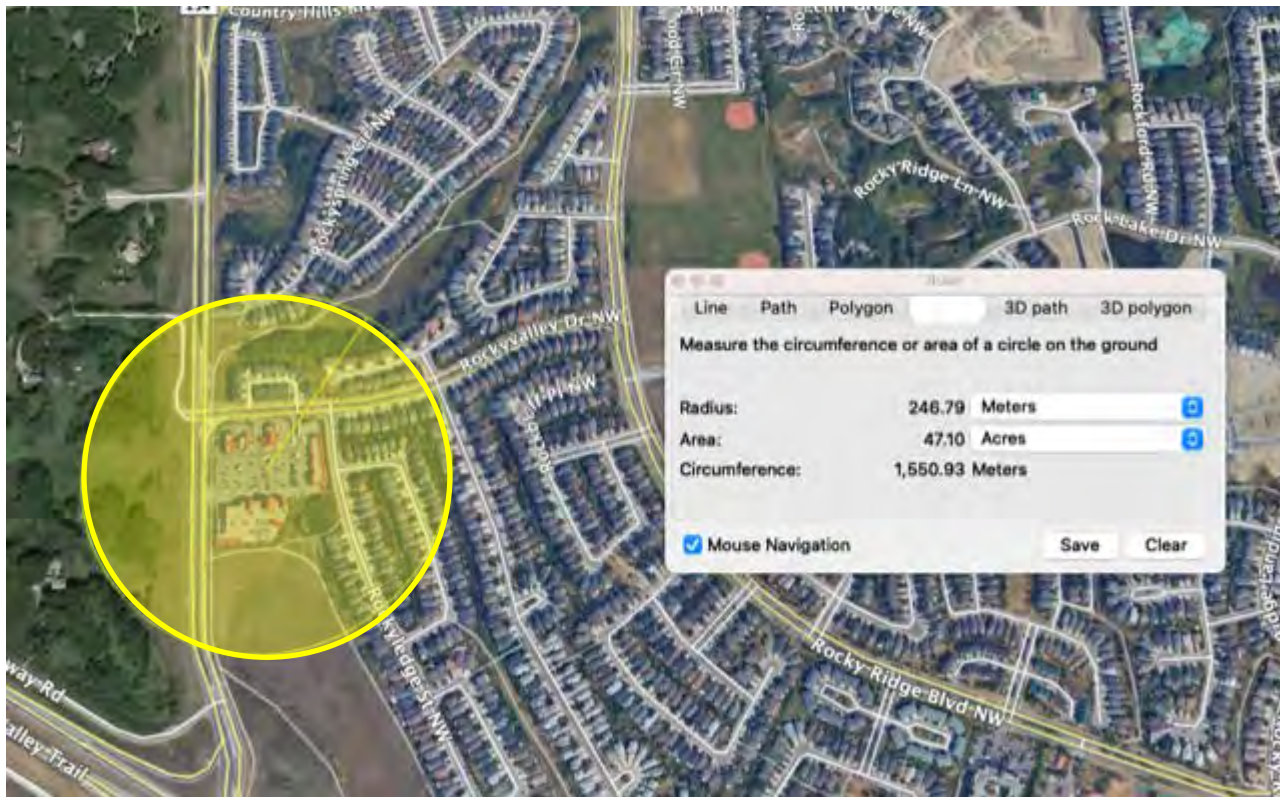 Country Hills Blvd
Rockyspring Cir NW
Rocky Ridge Ln NW
Rockford Rd NW
Rock Lake Dr NW
Rockyvalley Dr NW
Line Path Polygon 3D path 3D polygon
Measure the circumference or area of a circle on the ground
Radius: 246.79 Meters
Area: 47.10 Acres
Circumference: 1,550.93 Meters
Mouse Navigation Save Clear
Rockyledge St NW
Rocky Ridge Blvd NW
way Rd
alley Trail